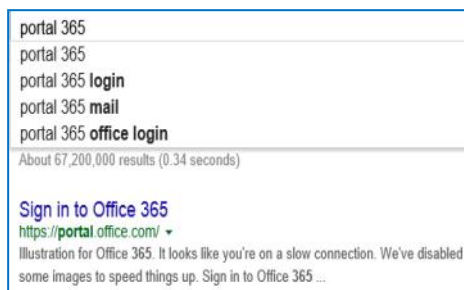 portal 365
portal 365
portal 365 login
portal 365 mail
portal 365 office login
About 67,200,000 results (0.34 seconds)
Sign in to Office 365
https://portal.office.com/
Illustration for Office 365. It looks like you're on a slow connection. We've disabled
some images to speed things up. Sign in to Office 365 ...